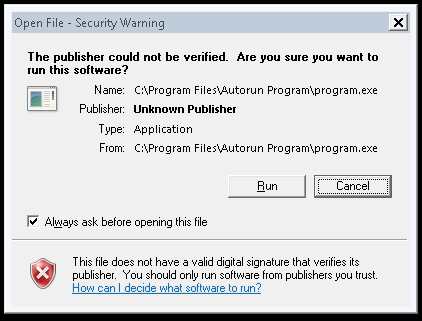 Open File - Security Warning
The publisher could not be verified. Are you sure you want to
run this software?
Name: C:\Program Files\Autorun Program\program.exe
Publisher: Unknown Publisher
Type: Application
From: C:\Program Files\Autorun Program\program.exe
Run Cancel
Always ask before opening this file
This file does not have a valid digital signature that verifies its
publisher. You should only run software from publishers you trust.
How can I decide what software to run?